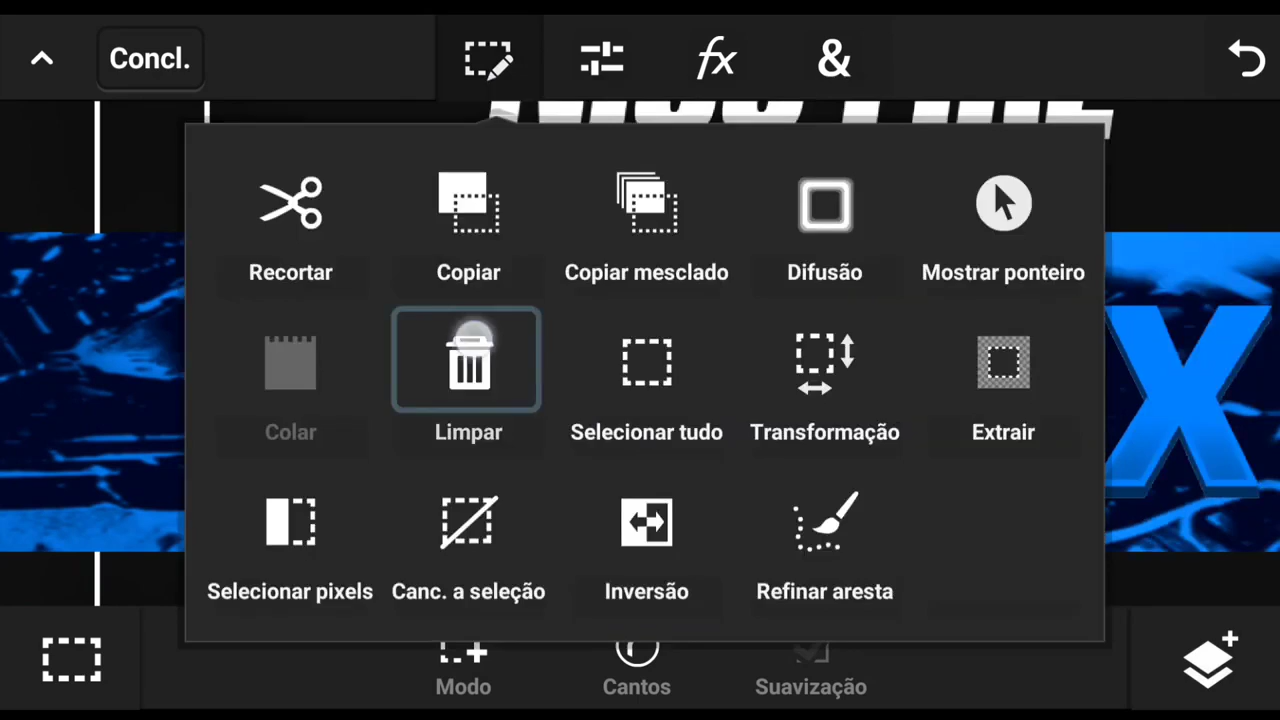 Concl.
fx
&
Recortar
Copiar
Copiar mesclado
Difusão
Mostrar ponteiro
Colar
Limpar
Selecionar tudo
Transformação
Extrair
X
Selecionar pixels
Canc. a seleção
Inversão
Refinar aresta
Modo
Cantos
Suavização